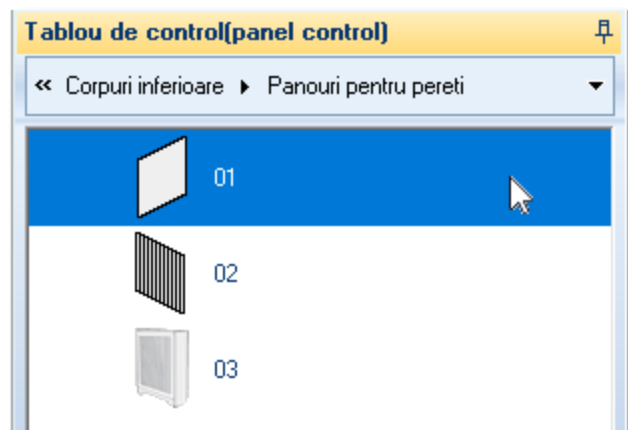 Tablou de control(panel control)
« Corpuri inferioare ▸ Panouri pentru pereti
01
02
03